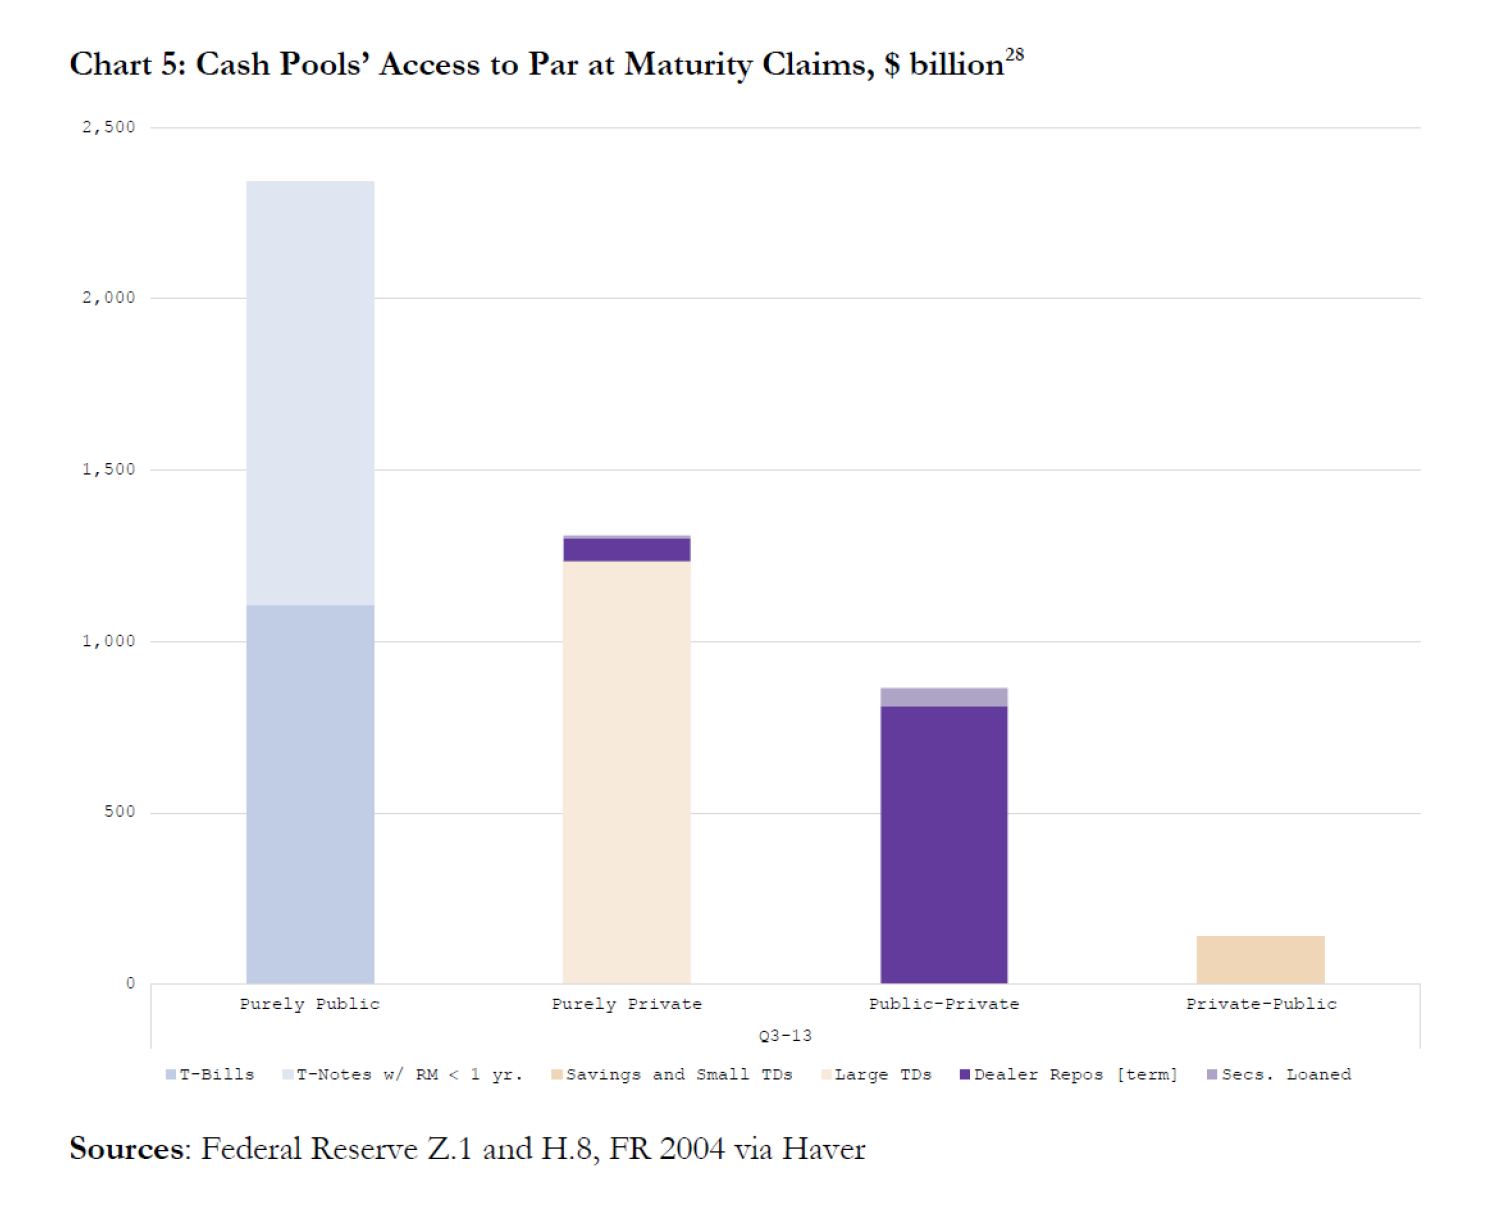 Chart 5: Cash Pools’ Access to Par at Maturity Claims, $ billion28
2,500
2,000
1,500
1,000
500
0
Purely Public Purely Private Public-Private Private-Public
Q3-13
T-Bills T-Notes w/ RM < 1 yr. Savings and Small TDs Large TDs Dealer Repos [term] Secs. Loaned
Sources: Federal Reserve Z.1 and H.8, FR 2004 via Haver